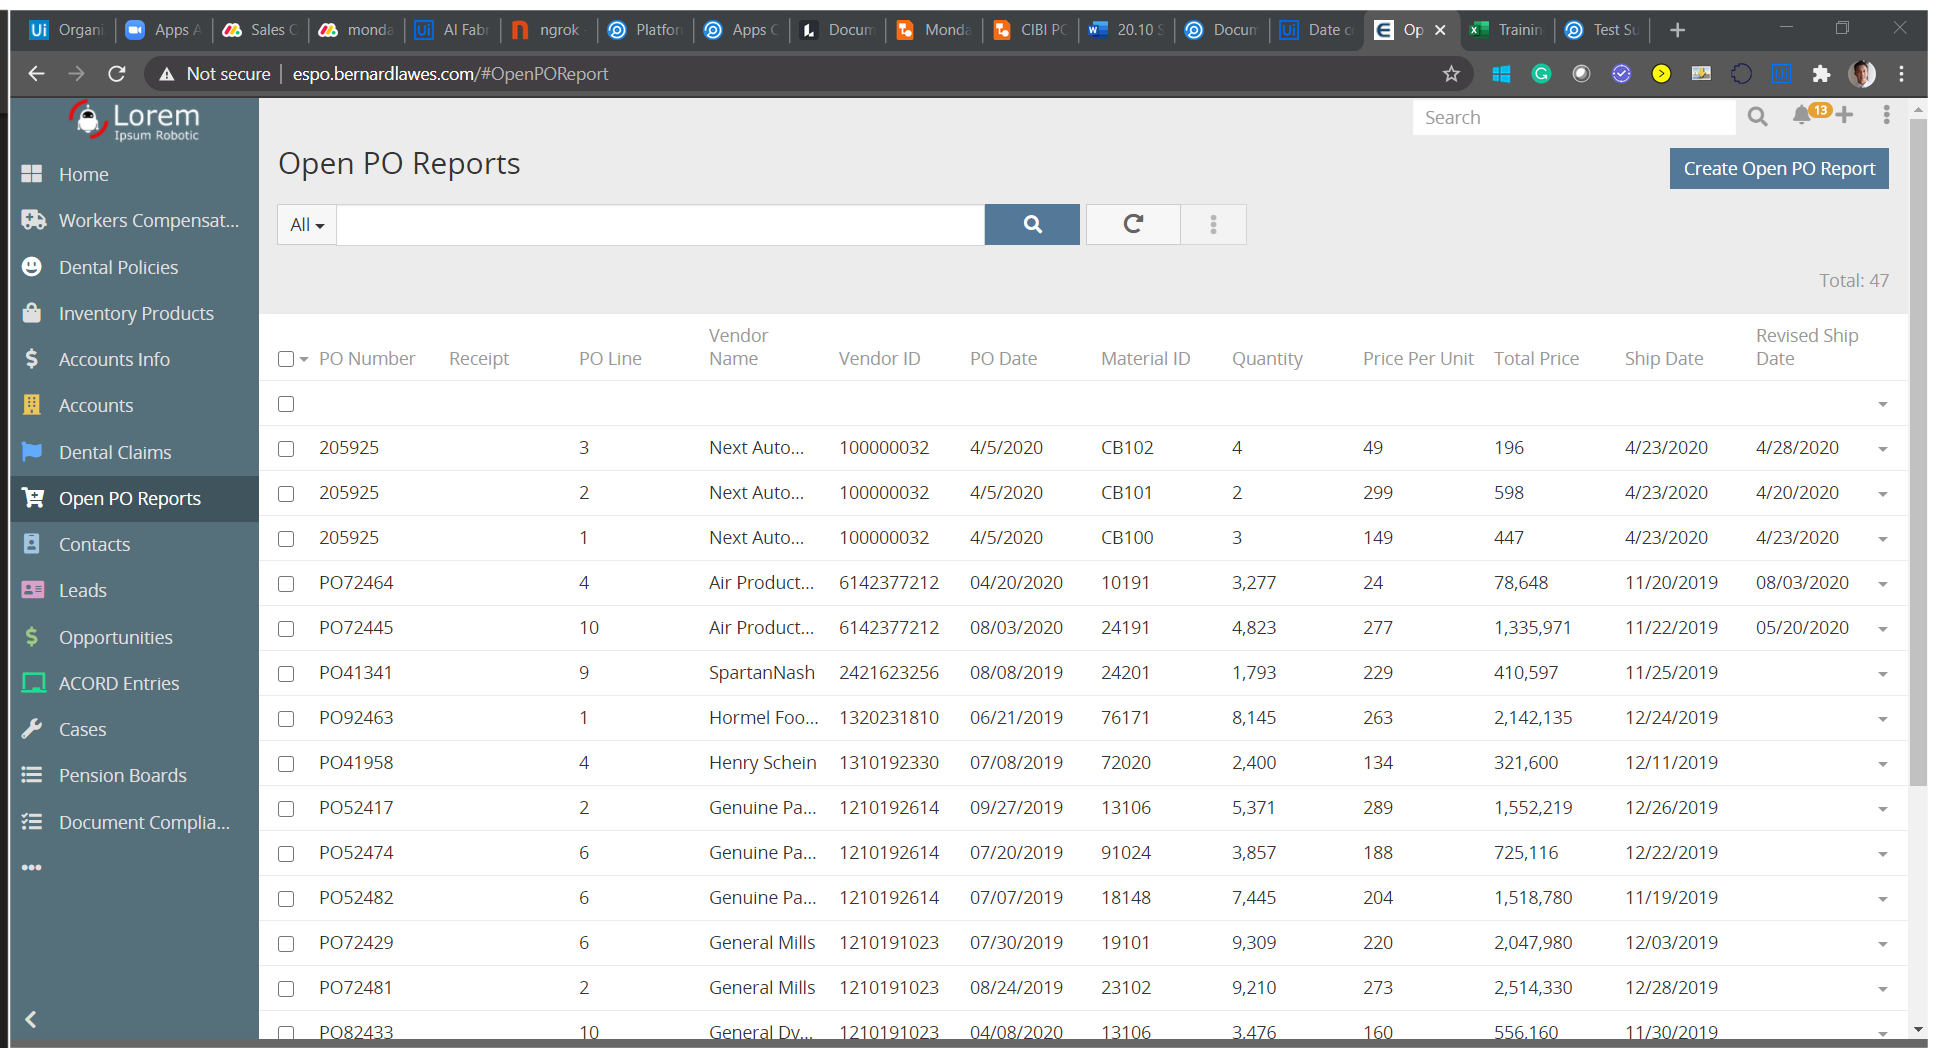 Organi Apps A Sales C monda AI Fabr ngrok Platfor Apps C Docum Monda CIBI PC 20.10 S Docum Date c Op Trainin Test Su
Not secure espo.bernardlawes.com/#OpenPOReport
Lorem
Ipsum Robotic
Search
13
Home
Workers Compensat...
Dental Policies
Inventory Products
Accounts Info
Accounts
Dental Claims
Open PO Reports
Contacts
Leads
Opportunities
ACORD Entries
Cases
Pension Boards
Document Complia...
Open PO Reports
Create Open PO Report
All
Total: 47
PO Number Receipt PO Line Vendor Name Vendor ID PO Date Material ID Quantity Price Per Unit Total Price Ship Date Revised Ship Date
205925 3 Next Auto... 100000032 4/5/2020 CB102 4 49 196 4/23/2020 4/28/2020
205925 2 Next Auto... 100000032 4/5/2020 CB101 2 299 598 4/23/2020 4/20/2020
205925 1 Next Auto... 100000032 4/5/2020 CB100 3 149 447 4/23/2020 4/23/2020
PO72464 4 Air Product... 6142377212 04/20/2020 10191 3,277 24 78,648 11/20/2019 08/03/2020
PO72445 10 Air Product... 6142377212 08/03/2020 24191 4,823 277 1,335,971 11/22/2019 05/20/2020
PO41341 9 SpartanNash 2421623256 08/08/2019 24201 1,793 229 410,597 11/25/2019
PO92463 1 Hormel Foo... 1320231810 06/21/2019 76171 8,145 263 2,142,135 12/24/2019
PO41958 4 Henry Schein 1310192330 07/08/2019 72020 2,400 134 321,600 12/11/2019
PO52417 2 Genuine Pa... 1210192614 09/27/2019 13106 5,371 289 1,552,219 12/26/2019
PO52474 6 Genuine Pa... 1210192614 07/20/2019 91024 3,857 188 725,116 12/22/2019
PO52482 6 Genuine Pa... 1210192614 07/07/2019 18148 7,445 204 1,518,780 11/19/2019
PO72429 6 General Mills 1210191023 07/30/2019 19101 9,309 220 2,047,980 12/03/2019
PO72481 2 General Mills 1210191023 08/24/2019 23102 9,210 273 2,514,330 12/28/2019
PO82433 10 General Dy... 1210191023 04/08/2020 13106 3,476 160 556,160 11/30/2019